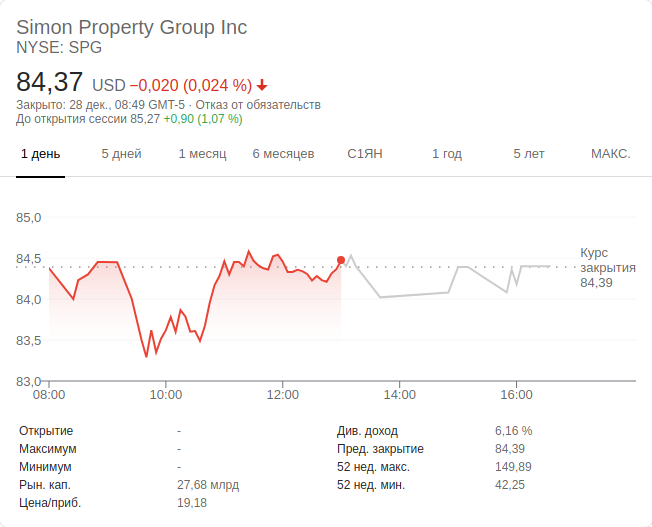 Simon Property Group Inc
NYSE: SPG
84,37 USD −0,020 (0,024 %)
Закрыто: 28 дек., 08:49 GMT-5 · Отказ от обязательств
До открытия сессии 85,27 +0,90 (1,07 %)
1 день 5 дней 1 месяц 6 месяцев С1ЯН 1 год 5 лет МАКС.
85,0
84,5
84,0
83,5
83,0
Курс
закрытия
84,39
08:00 10:00 12:00 14:00 16:00
Открытие - Див. доход 6,16 %
Максимум - Пред. закрытие 84,39
Минимум - 52 нед. макс. 149,89
Рын. кап. 27,68 млрд 52 нед. мин. 42,25
Цена/приб. 19,18